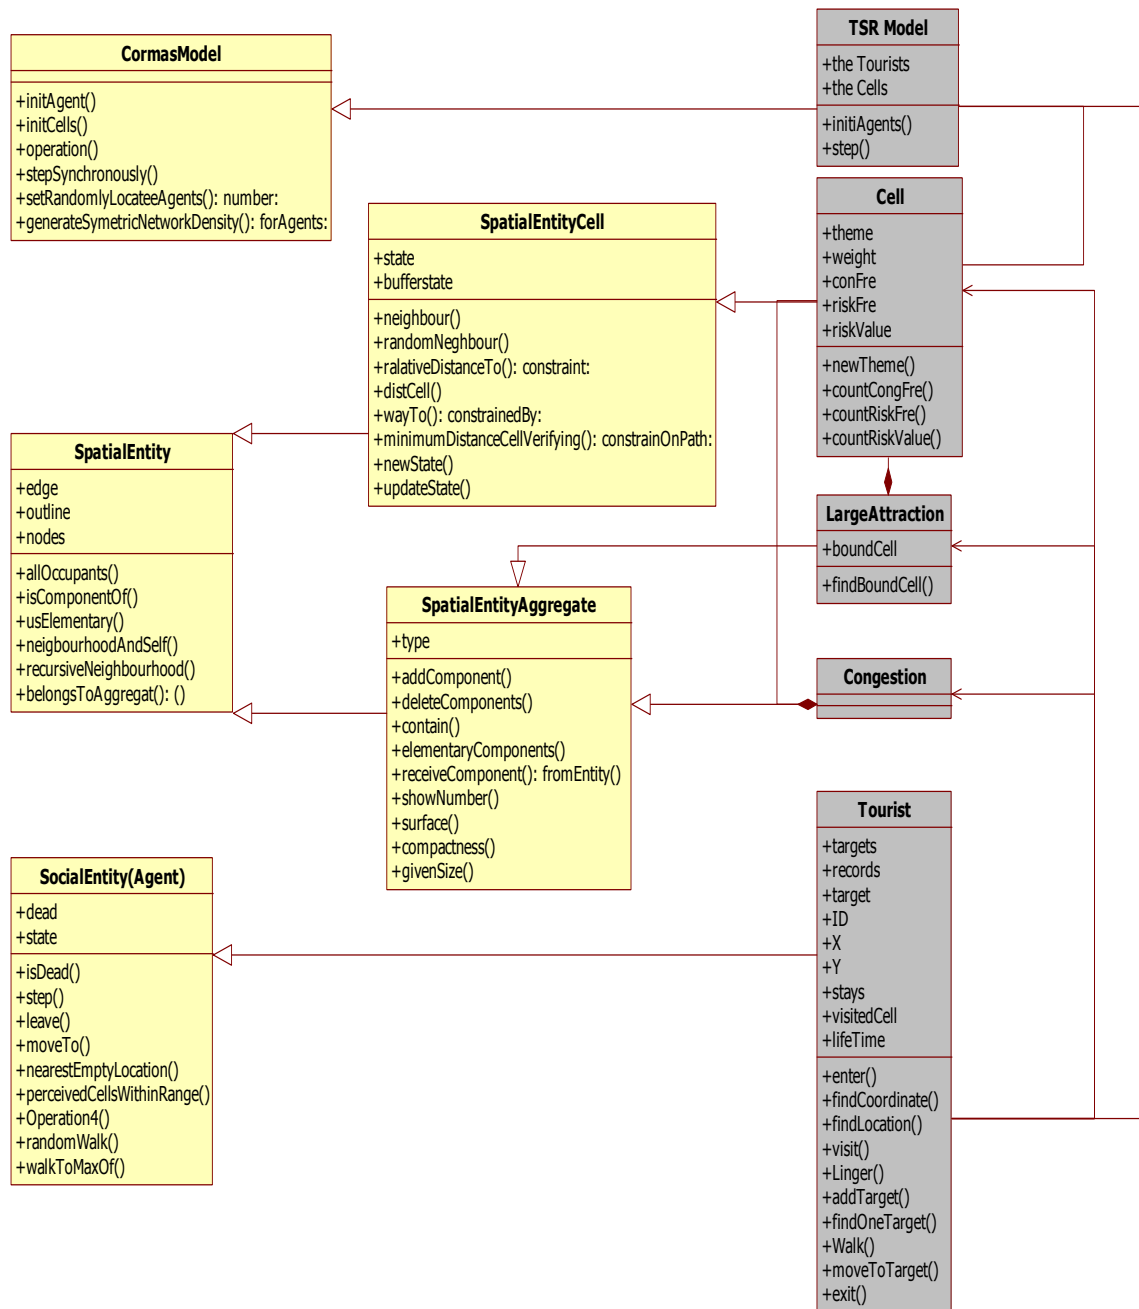 CormasModel
+initAgent()
+initCells()
+operation()
+stepSynchronously()
+setRandomlyLocateeAgents(): number:
+generateSymetricNetworkDensity(): forAgents:
TSR Model
+the Tourists
+the Cells
+initiAgents()
+step()
SpatialEntityCell
+state
+bufferstate
+neighbour()
+randomNeghbour()
+ralativeDistanceTo(): constraint:
+distCell()
+wayTo(): constrainedBy:
+minimumDistanceCellVerifying(): constrainOnPath:
+newState()
+updateState()
Cell
+theme
+weight
+conFre
+riskFre
+riskValue
+newTheme()
+countCongFre()
+countRiskFre()
+countRiskValue()
SpatialEntity
+edge
+outline
+nodes
+allOccupants()
+isComponentOf()
+usElementary()
+neigbourhoodAndSelf()
+recursiveNeighbourhood()
+belongsToAggregat(): ()
LargeAttraction
+boundCell
+findBoundCell()
SpatialEntityAggregate
+type
+addComponent()
+deleteComponents()
+contain()
+elementaryComponents()
+receiveComponent(): fromEntity()
+showNumber()
+surface()
+compactness()
+givenSize()
Congestion
SocialEntity(Agent)
+dead
+state
+isDead()
+step()
+leave()
+moveTo()
+nearestEmptyLocation()
+perceivedCellsWithinRange()
+Operation4()
+randomWalk()
+walkToMaxOf()
Tourist
+targets
+records
+target
+ID
+X
+Y
+stays
+visitedCell
+lifeTime
+enter()
+findCoordinate()
+findLocation()
+visit()
+Linger()
+addTarget()
+findOneTarget()
+Walk()
+moveToTarget()
+exit()